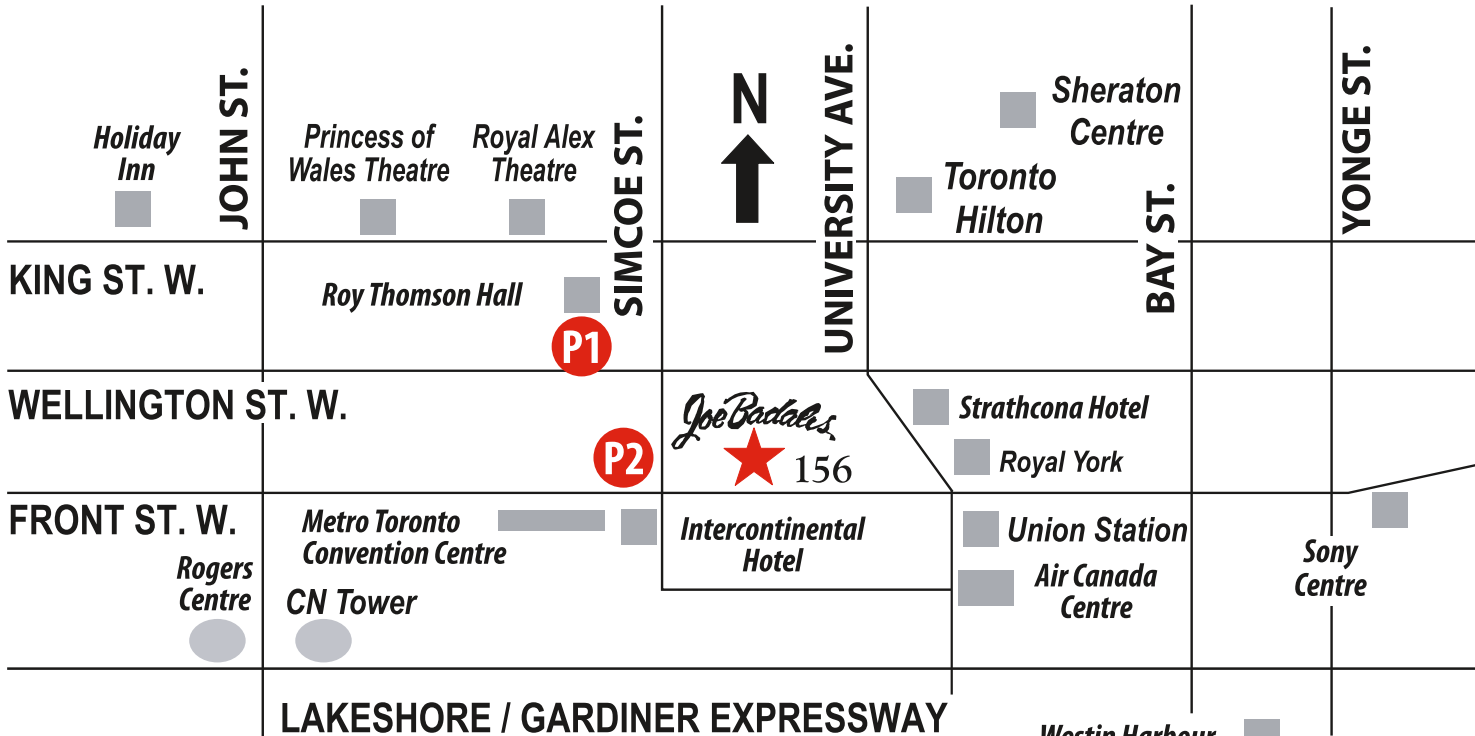 JOHN ST.
SIMCOE ST.
N
UNIVERSITY AVE.
BAY ST.
YONGE ST.
Holiday
Inn
Princess of
Wales Theatre
Royal Alex
Theatre
Sheraton
Centre
Toronto
Hilton
KING ST. W.
Roy Thomson Hall
P1
WELLINGTON ST. W.
Joe Badalis
156
P2
Strathcona Hotel
Royal York
FRONT ST. W.
Metro Toronto
Convention Centre
Intercontinental
Hotel
Union Station
Air Canada
Centre
Sony
Centre
Rogers
Centre
CN Tower
LAKESHORE / GARDINER EXPRESSWAY
Westin Harbour